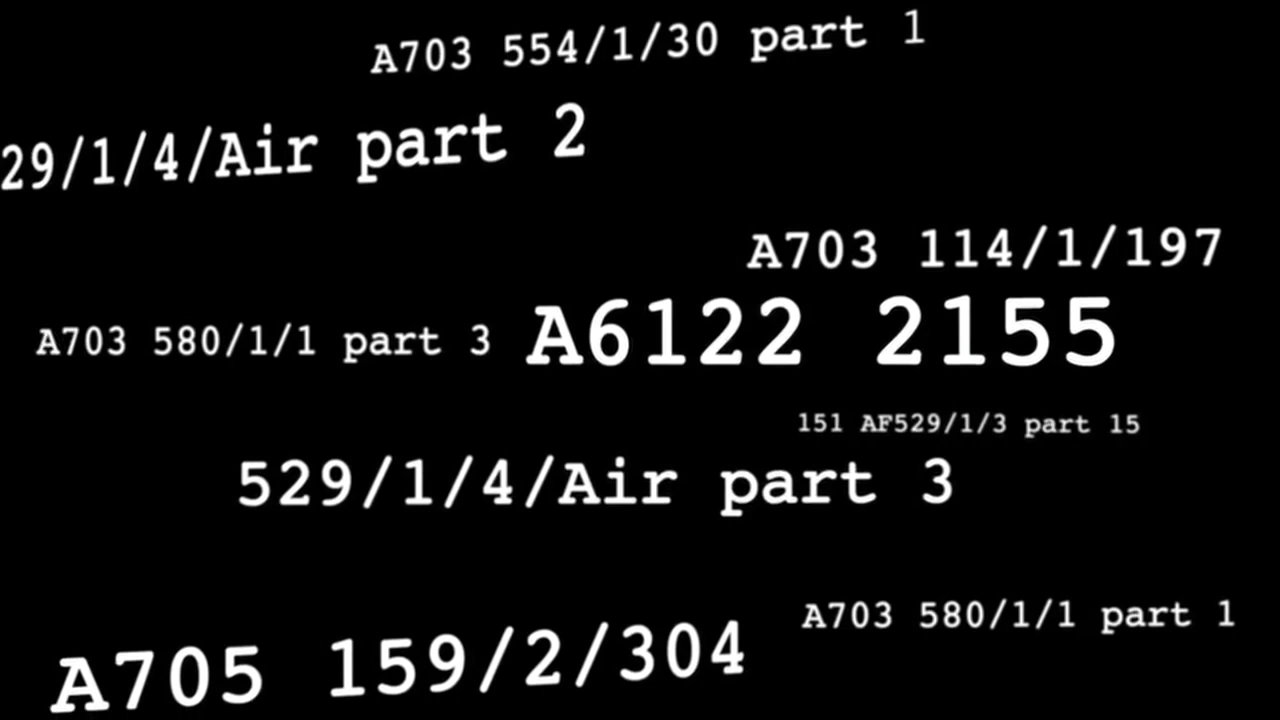 A703 554/1/30 part 1
29/1/4/Air part 2
A703 114/1/197
A703 580/1/1 part 3
A6122 2155
151 AF529/1/3 part 15
529/1/4/Air part 3
A703 580/1/1 part 1
A705 159/2/304